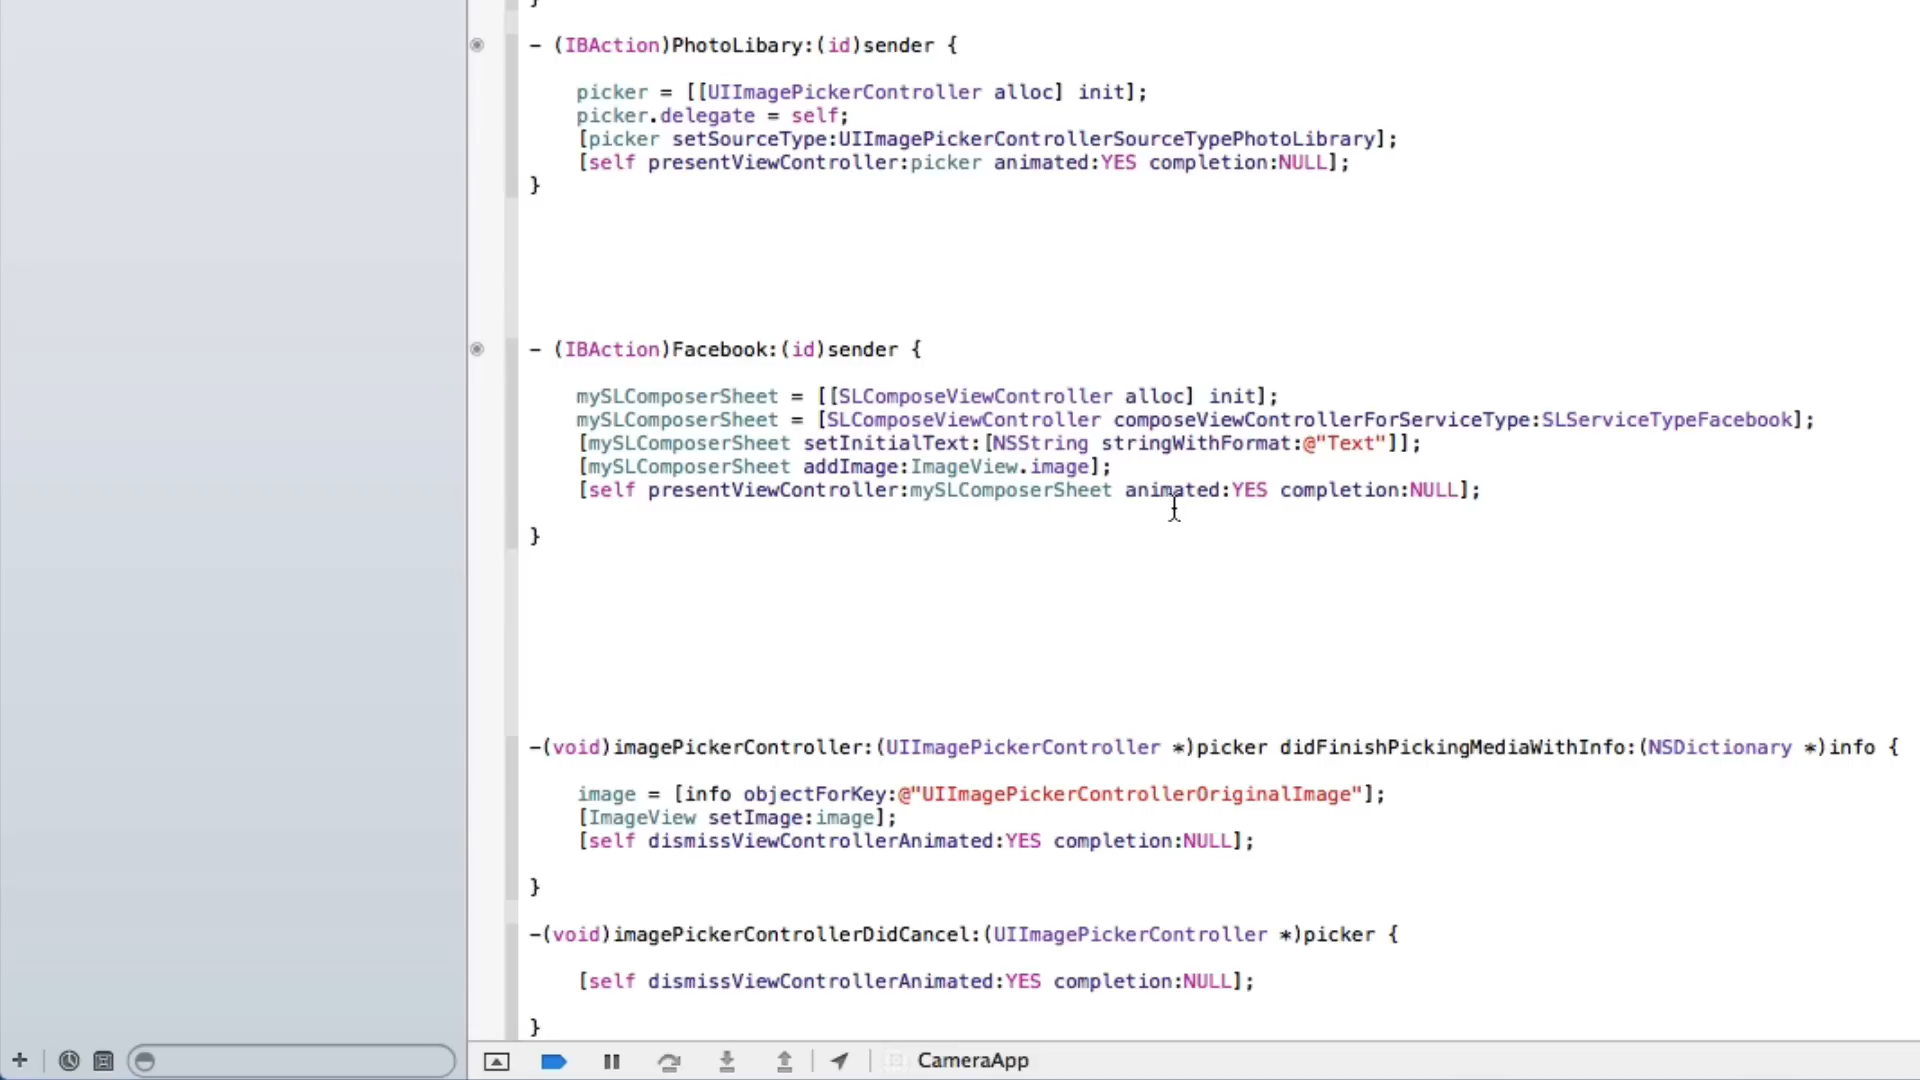 }
- (IBAction)PhotoLibary:(id)sender {
picker = [[UIImagePickerController alloc] init];
picker.delegate = self;
[picker setSourceType:UIImagePickerControllerSourceTypePhotoLibrary];
[self presentViewController:picker animated:YES completion:NULL];
}
- (IBAction)Facebook:(id)sender {
mySLComposerSheet = [[SLComposeViewController alloc] init];
mySLComposerSheet = [SLComposeViewController composeViewControllerForServiceType:SLServiceTypeFacebook];
[mySLComposerSheet setInitialText:[NSString stringWithFormat:@"Text"]];
[mySLComposerSheet addImage:ImageView.image];
[self presentViewController:mySLComposerSheet animated:YES completion:NULL];
}
-(void)imagePickerController:(UIImagePickerController *)picker didFinishPickingMediaWithInfo:(NSDictionary *)info {
image = [info objectForKey:@"UIImagePickerControllerOriginalImage"];
[ImageView setImage:image];
[self dismissViewControllerAnimated:YES completion:NULL];
}
-(void)imagePickerControllerDidCancel:(UIImagePickerController *)picker {
[self dismissViewControllerAnimated:YES completion:NULL];
}
CameraApp